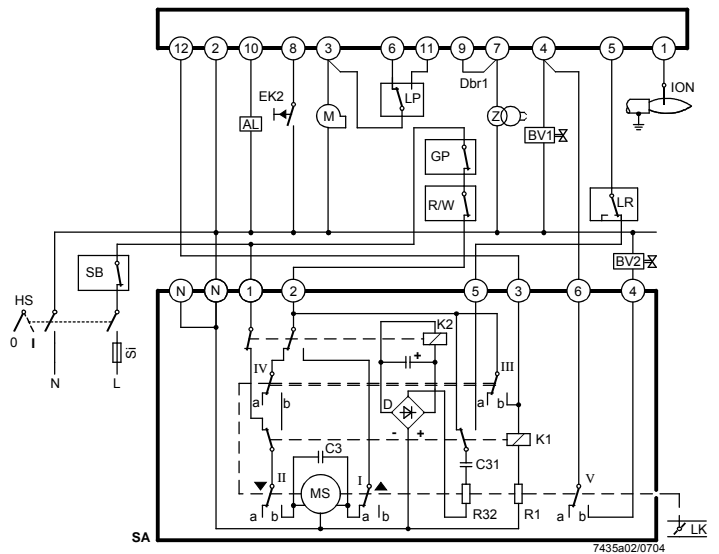 12 2 10 8 3 6 11 9 7 4 5 1
Dbr1
ION
EK2
LP
AL
M
Z
BV1
GP
R/W
LR
SB
BV2
HS
0 I
Si
N L
N N 1 2 5 3 6 4
K2
+
IV
III
a b
a b
D
- +
K1
C3
C31
II
I
V
MS
a b
a b
R32
R1
a b
SA
LK
7435a02/0704